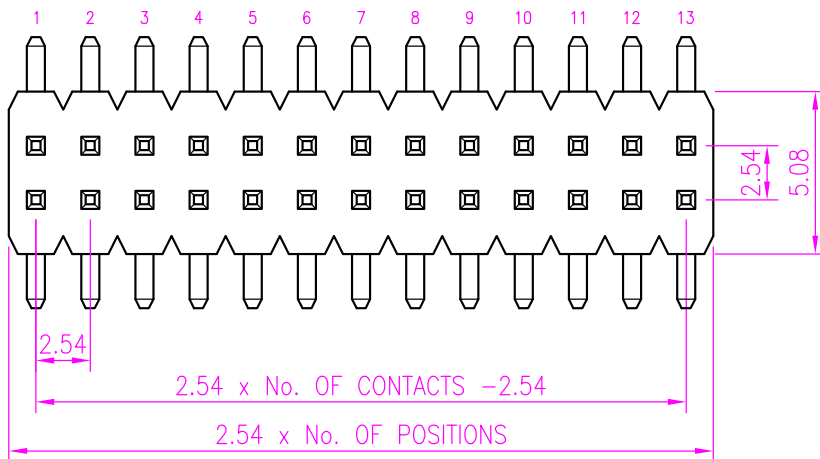 1 2 3 4 5 6 7 8 9 10 11 12 13
2.54
5.08
2.54
2.54 x No. OF CONTACTS -2.54
2.54 x No. OF POSITIONS